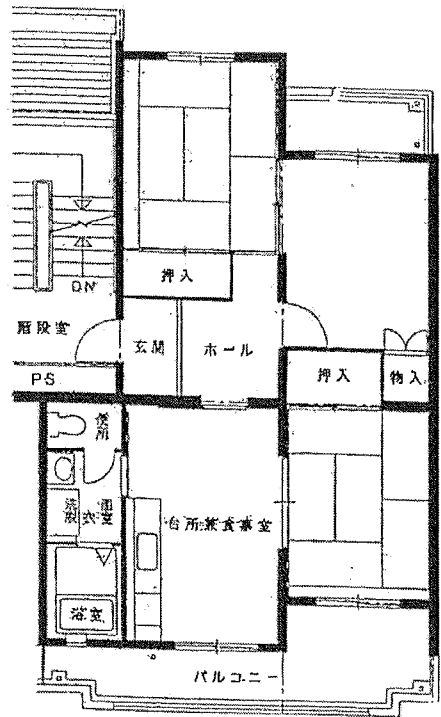 押入
DN
階段室
玄関
ホール
押入
物入
PS
便所
洗面
脱衣室
台所兼食事室
浴室
バルコニー